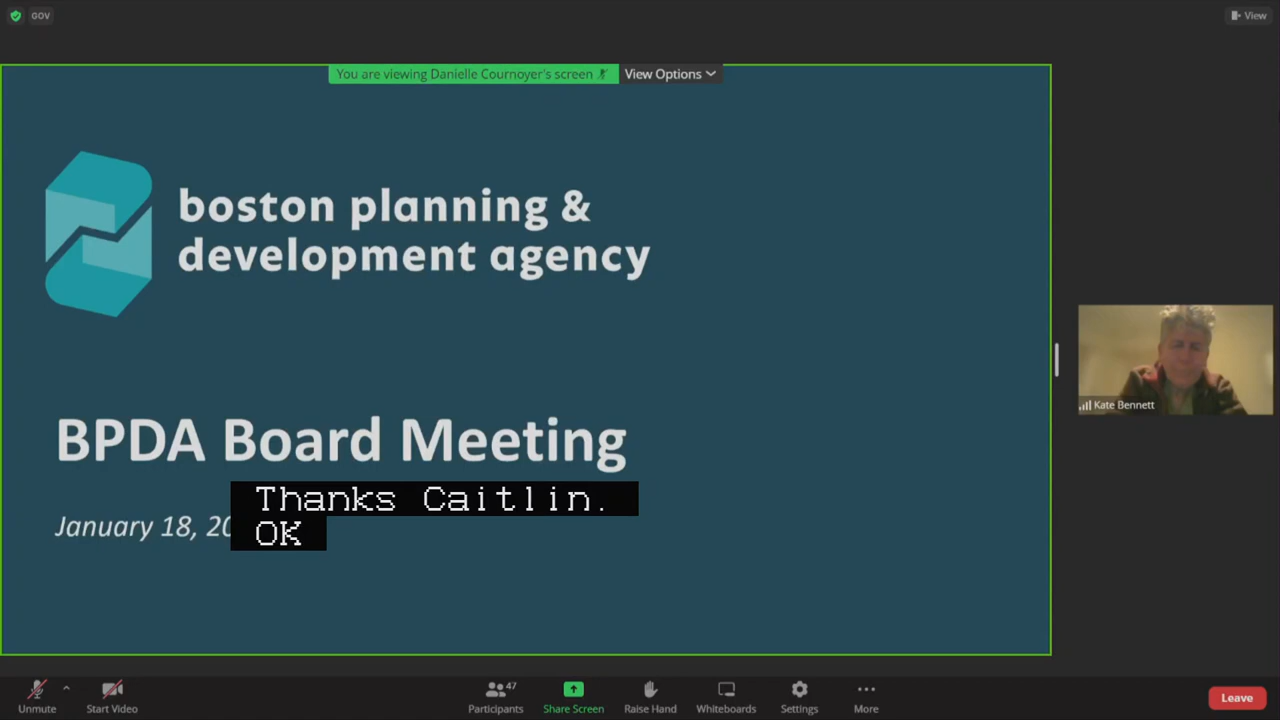 GOV
View
You are viewing Danielle Cournoyer's screen
View Options
boston planning &
development agency
BPDA Board Meeting
January 18, 20
Thanks Caitlin.
OK
Kate Bennett
Unmute
Start Video
47
Participants
Share Screen
Raise Hand
Whiteboards
Settings
More
Leave